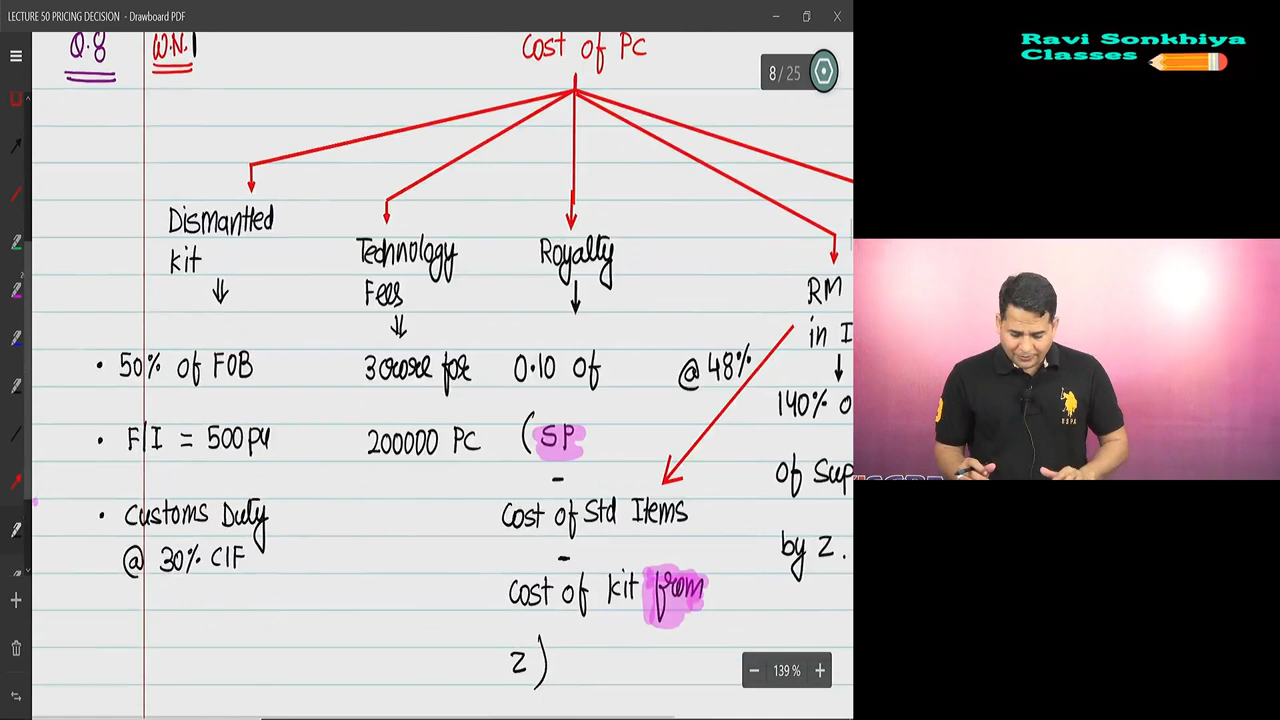 LECTURE 50 PRICING DECISION - Drawboard PDF
Ravi Sonkhiya
Classes
Q.8
W.N.1
Cost of PC
8 / 25
Dismantled
Kit
Technology
Fees
Royalty
RM
in I
• 50% of FOB
for
0.10 of
@ 48%
140% o
• F/I = 500 pu
200000 PC
(SP
-
of Sup
• Customs Duty
@ 30% CIF
Cost of Std Items
-
by Z.
Cost of Kit from
Z)
139 %
U.S. P.A.